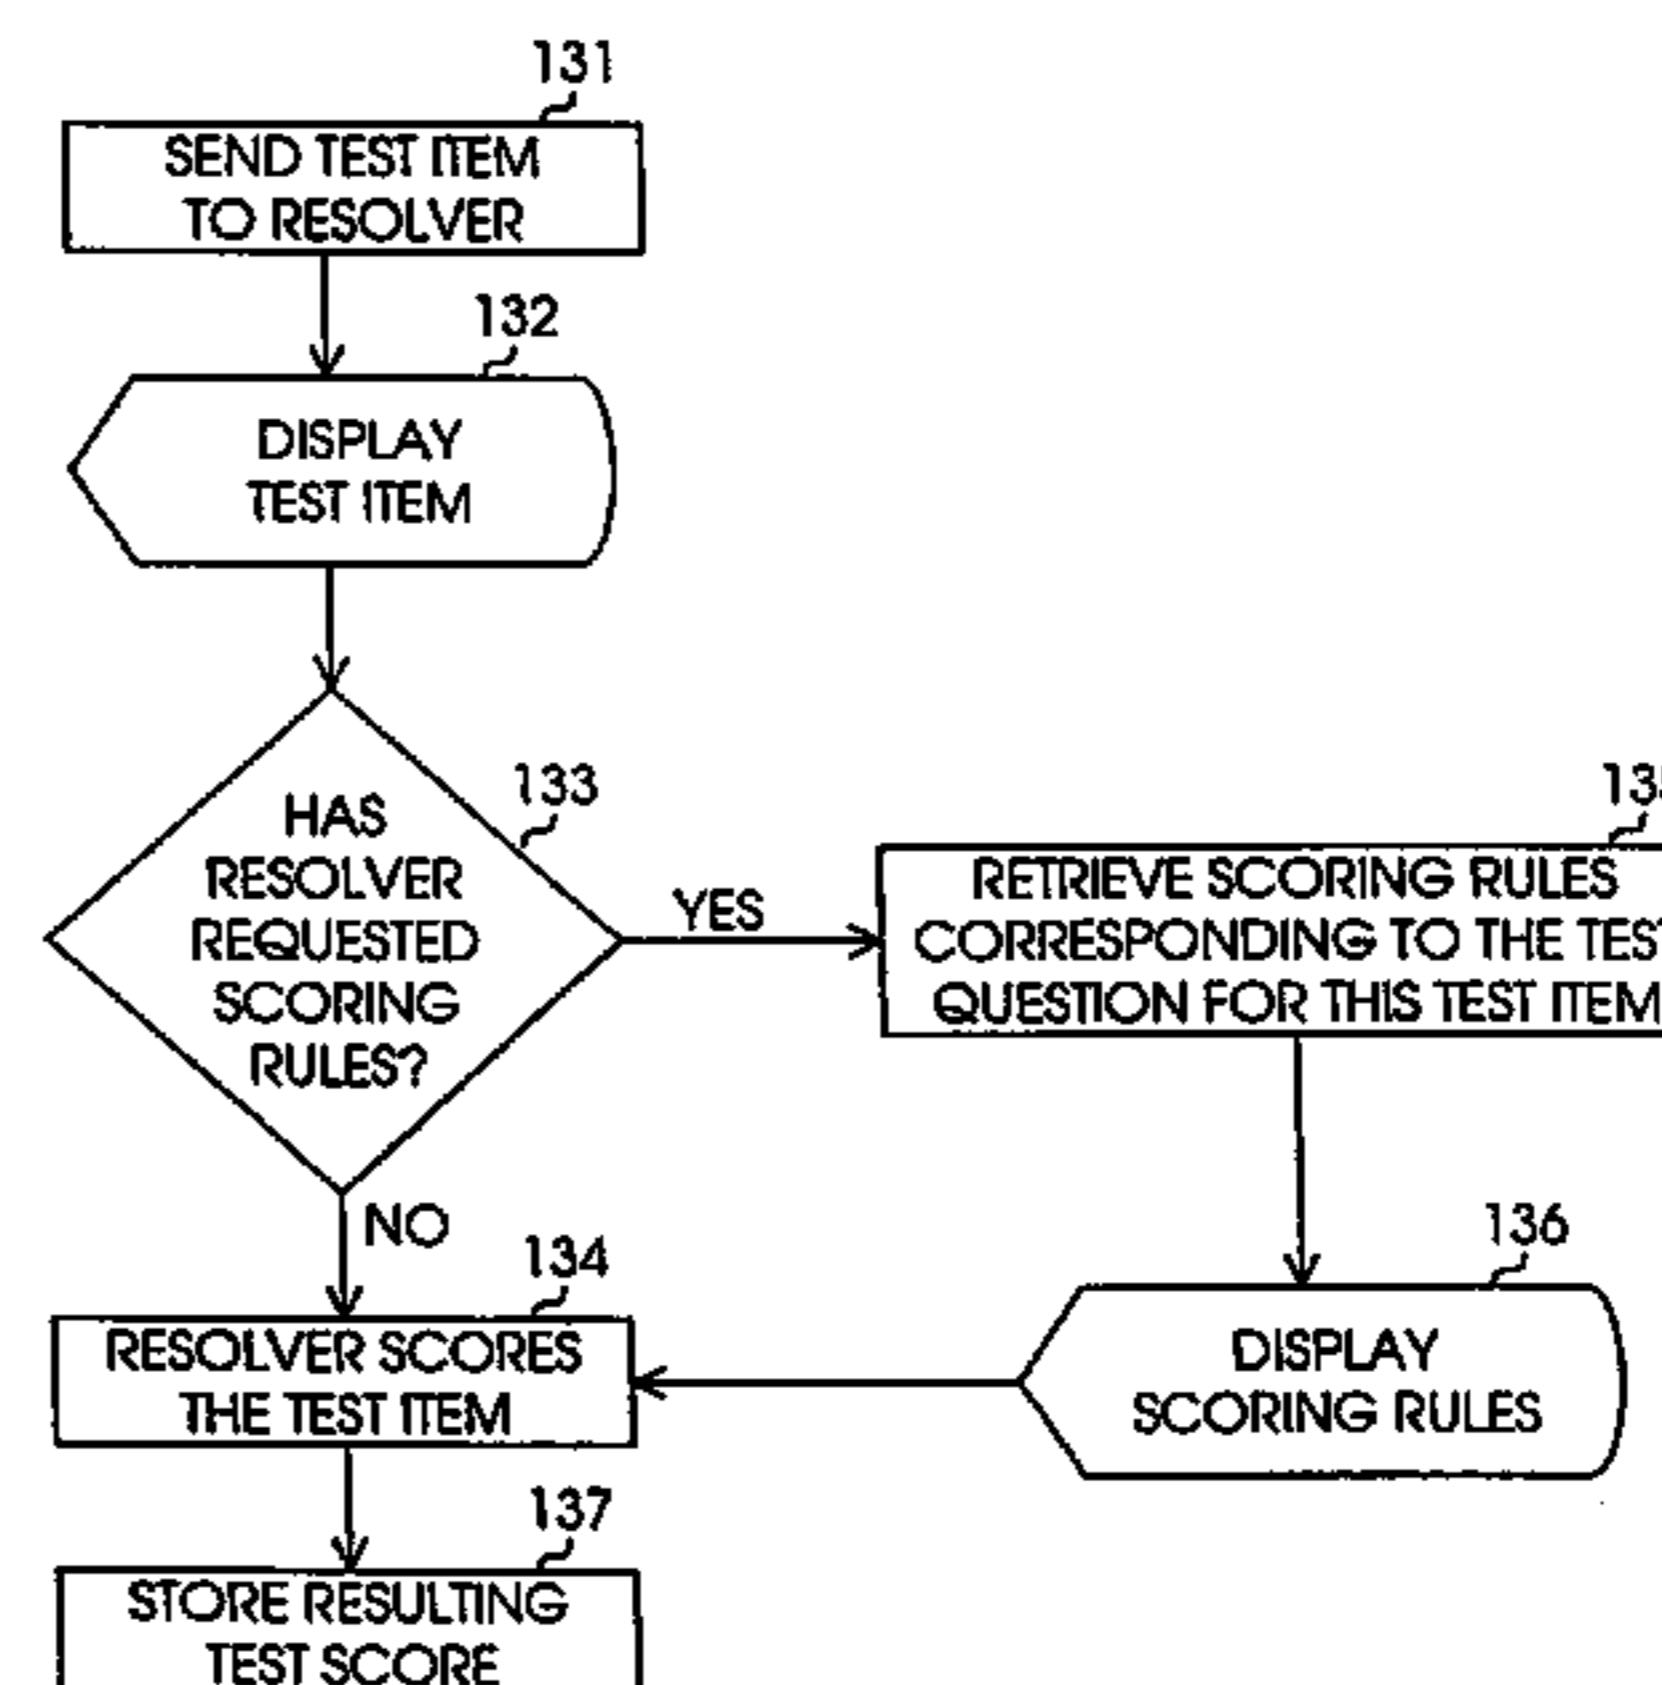 131
SEND TEST ITEM
TO RESOLVER
132
DISPLAY
TEST ITEM
133
HAS
RESOLVER
REQUESTED
SCORING
RULES?
YES
NO
135
RETRIEVE SCORING RULES
CORRESPONDING TO THE TEST
QUESTION FOR THIS TEST ITEM
136
DISPLAY
SCORING RULES
134
RESOLVER SCORES
THE TEST ITEM
137
STORE RESULTING
TEST SCORE